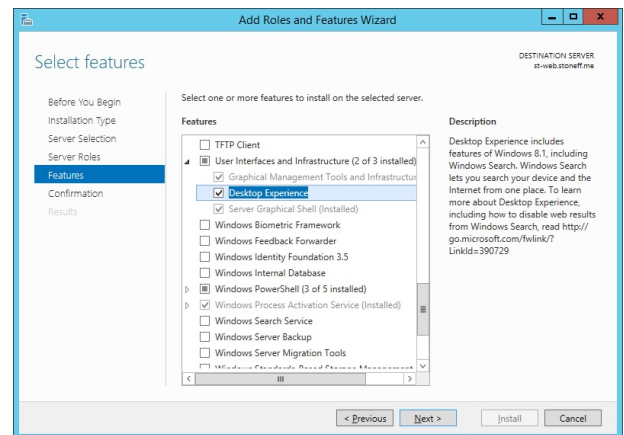 Add Roles and Features Wizard
Select features
DESTINATION SERVER
st-web.stoneff.me
Before You Begin
Installation Type
Server Selection
Server Roles
Features
Confirmation
Results
Select one or more features to install on the selected server.
Features
TFTP Client
User Interfaces and Infrastructure (2 of 3 installed)
Graphical Management Tools and Infrastructur
Desktop Experience
Server Graphical Shell (Installed)
Windows Biometric Framework
Windows Feedback Forwarder
Windows Identity Foundation 3.5
Windows Internal Database
Windows PowerShell (3 of 5 installed)
Windows Process Activation Service (Installed)
Windows Search Service
Windows Server Backup
Windows Server Migration Tools
Windows Standards-Based Storage Management
Description
Desktop Experience includes
features of Windows 8.1, including
Windows Search. Windows Search
lets you search your device and the
Internet from one place. To learn
more about Desktop Experience,
including how to disable web results
from Windows Search, read http://
go.microsoft.com/fwlink/?
LinkId=390729
< Previous
Next >
Install
Cancel